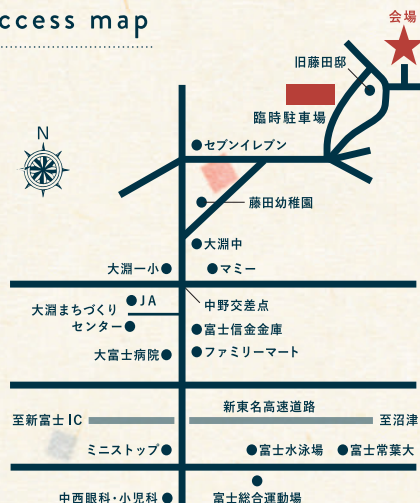 ccess map
会場
旧藤田邸
臨時駐車場
N
セブンイレブン
藤田幼稚園
大淵中
大淵一小
マミー
JA
中野交差点
大淵まちづくり
センター
富士信金金庫
大富士病院
ファミリーマート
新東名高速道路
至新富士IC
至沼津
ミニストップ
富士水泳場
富士常葉大
中西眼科・小児科
富士総合運動場